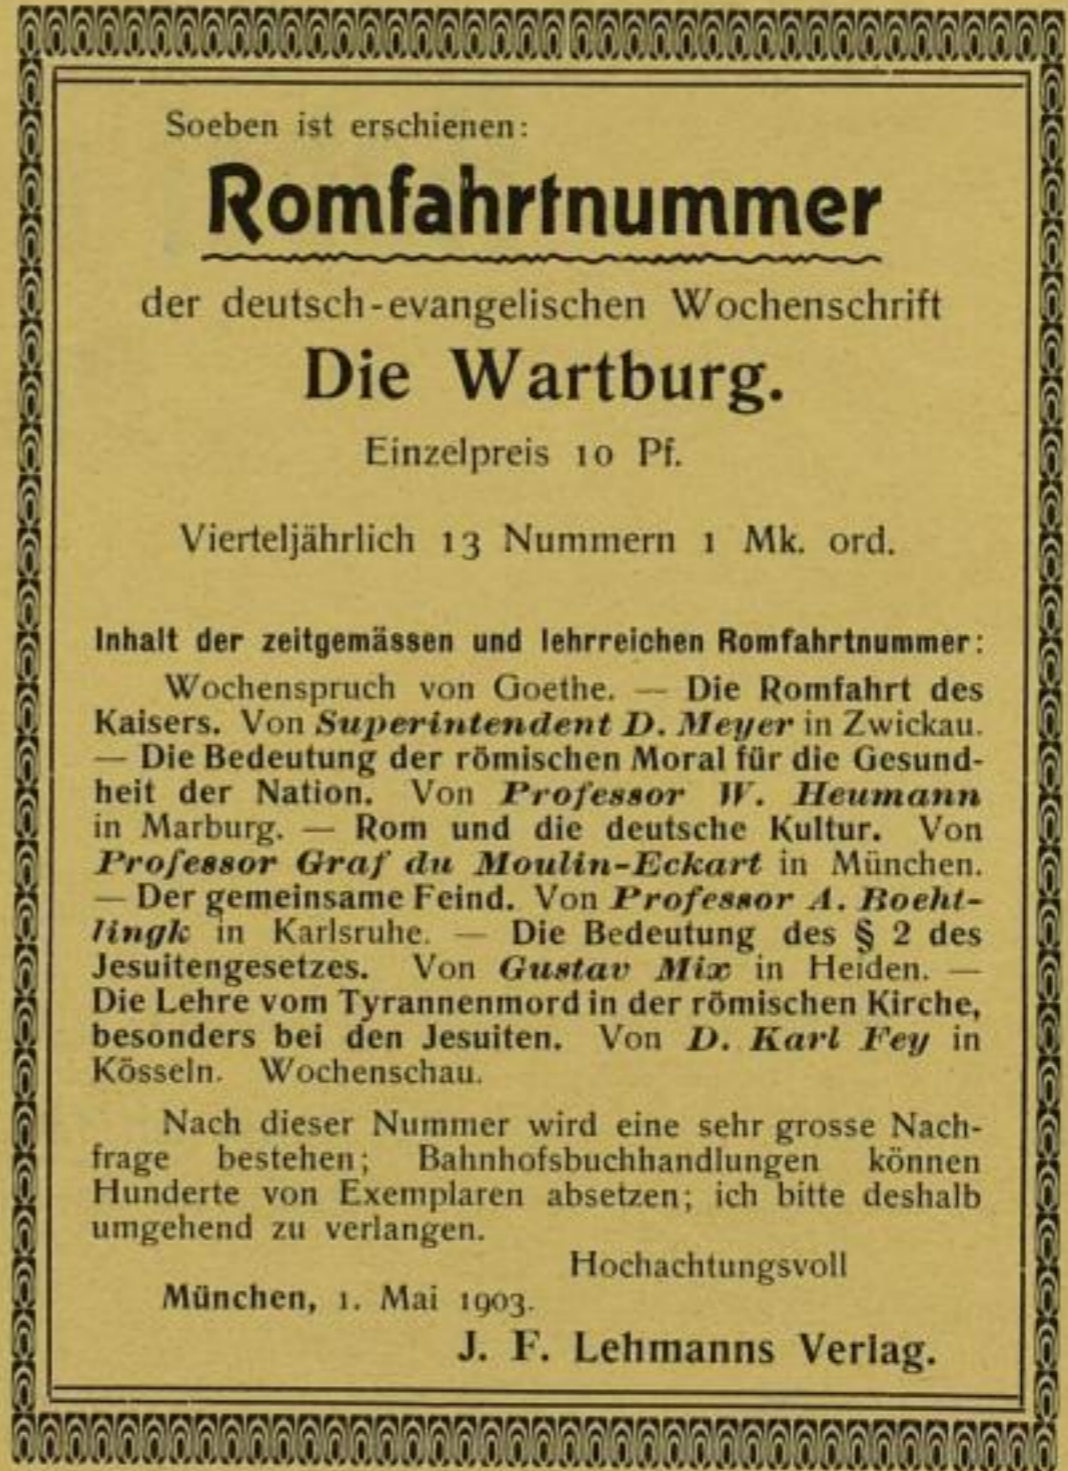 Soeben ist erschienen:
Romfahrtnummer
der deutsch-evangelischen Wochenschrift
Die Wartburg.
Einzelpreis 10 Pf.
Vierteljährlich 13 Nummern 1 Mk. ord.
Inhalt der zeitgemässen und lehrreichen Romfahrtnummer:
Wochenspruch von Goethe. — Die Romfahrt des
Kaisers. Von Superintendent D. Meyer in Zwickau.
— Die Bedeutung der römischen Moral für die Gesund-
heit der Nation. Von Professor W. Heumann
in Marburg. — Rom und die deutsche Kultur. Von
Professor Graf du Moulin-Eckart in München.
— Der gemeinsame Feind. Von Professor A. Boeht-
lingk in Karlsruhe. — Die Bedeutung des § 2 des
Jesuitengesetzes. Von Gustav Mix in Heiden. —
Die Lehre vom Tyrannenmord in der römischen Kirche,
besonders bei den Jesuiten. Von D. Karl Fey in
Kösseln. Wochenschau.
Nach dieser Nummer wird eine sehr grosse Nach-
frage bestehen; Bahnhofsbuchhandlungen können
Hunderte von Exemplaren absetzen; ich bitte deshalb
umgehend zu verlangen.
Hochachtungsvoll
München, 1. Mai 1903.
J. F. Lehmanns Verlag.